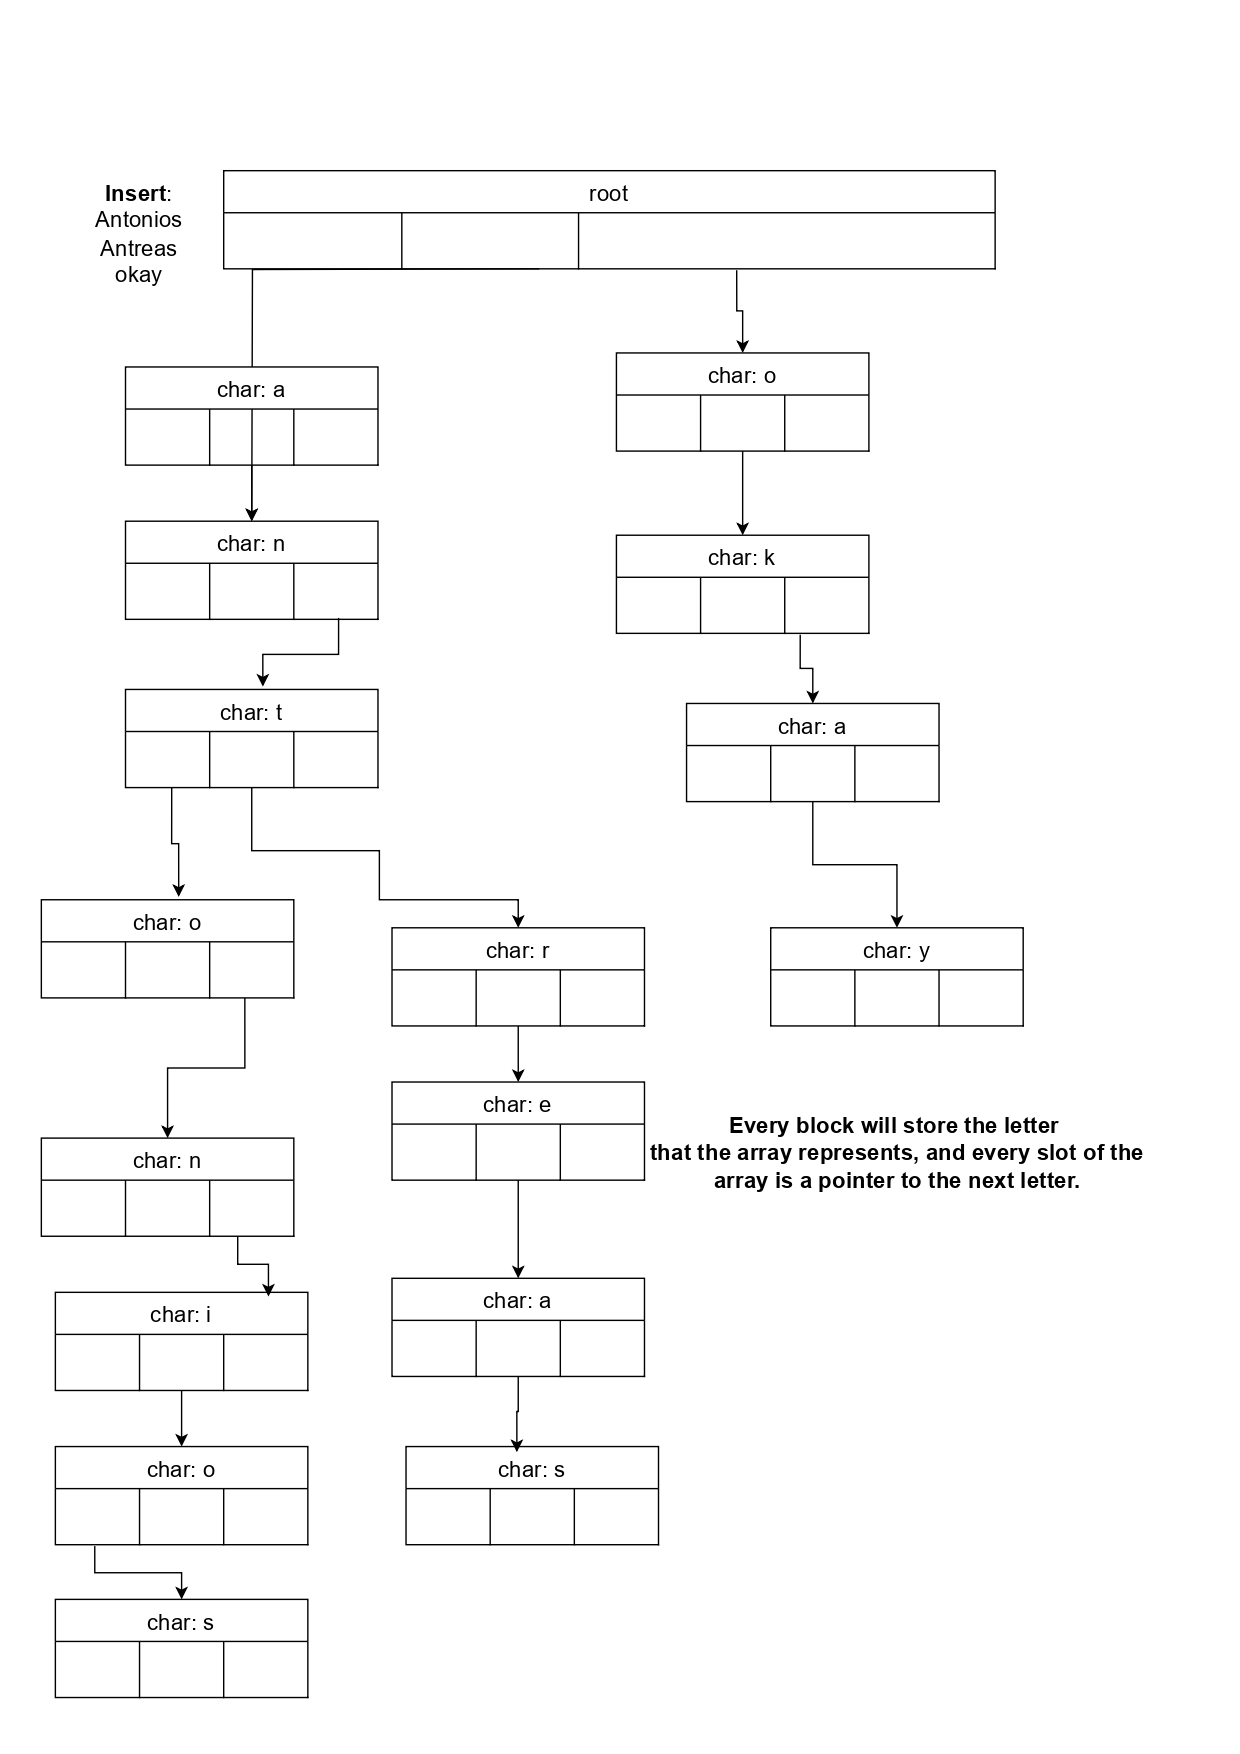 Insert:
Antonios
Antreas
okay
root
char: a
char: o
char: n
char: k
char: t
char: a
char: o
char: r
char: y
char: e
Every block will store the letter
that the array represents, and every slot of the
array is a pointer to the next letter.
char: n
char: a
char: i
char: o
char: s
char: s